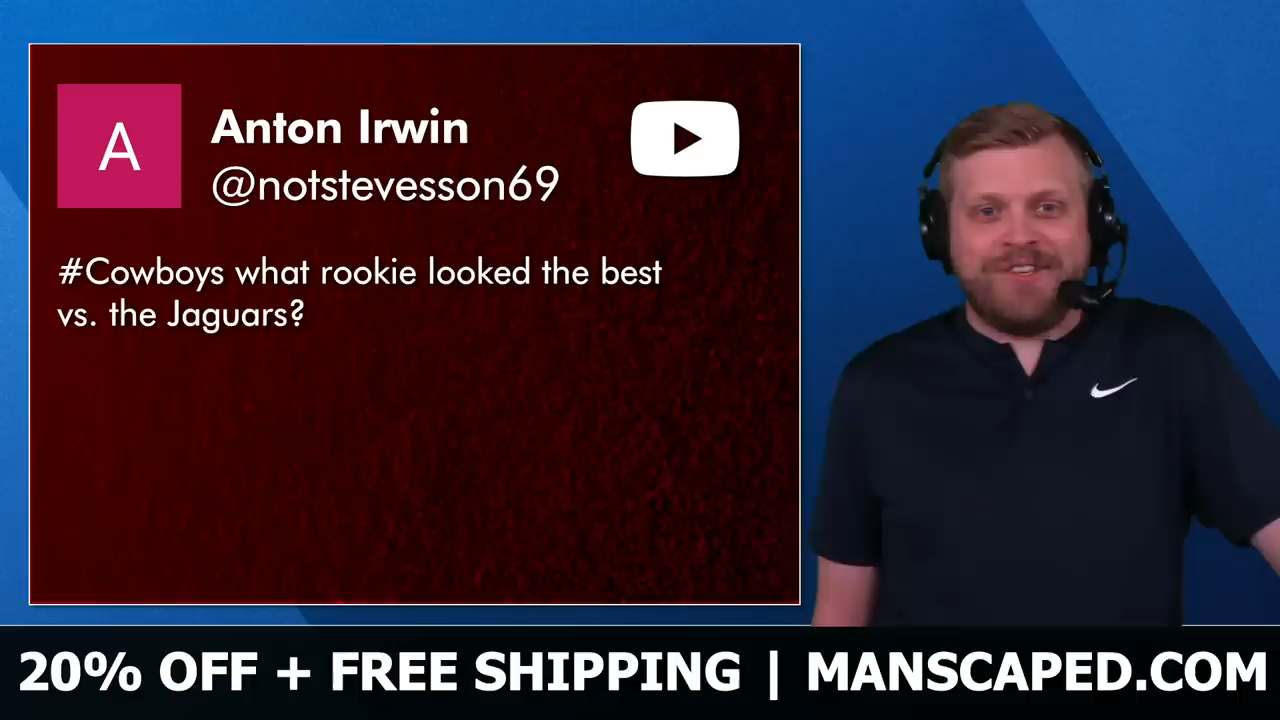 A
Anton Irwin
@notstevesson69
#Cowboys what rookie looked the best
vs. the Jaguars?
20% OFF + FREE SHIPPING | MANSCAPED.COM